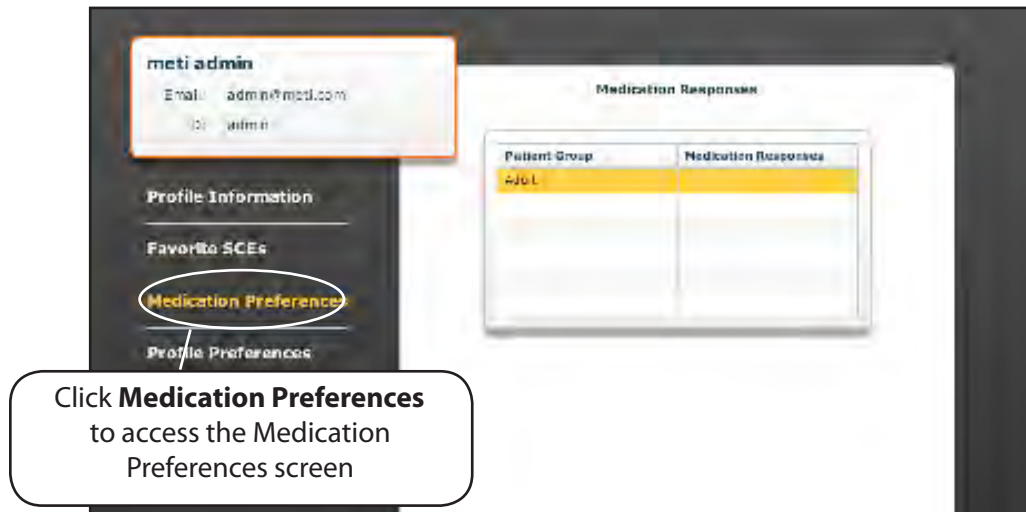 meti admin
Email: admin@meti.com
ID: admin
Profile Information
Favorite SCEs
Medication Preferences
Profile Preferences
Medication Responses
Patient Group Medication Responses
Adult
Click Medication Preferences
to access the Medication
Preferences screen